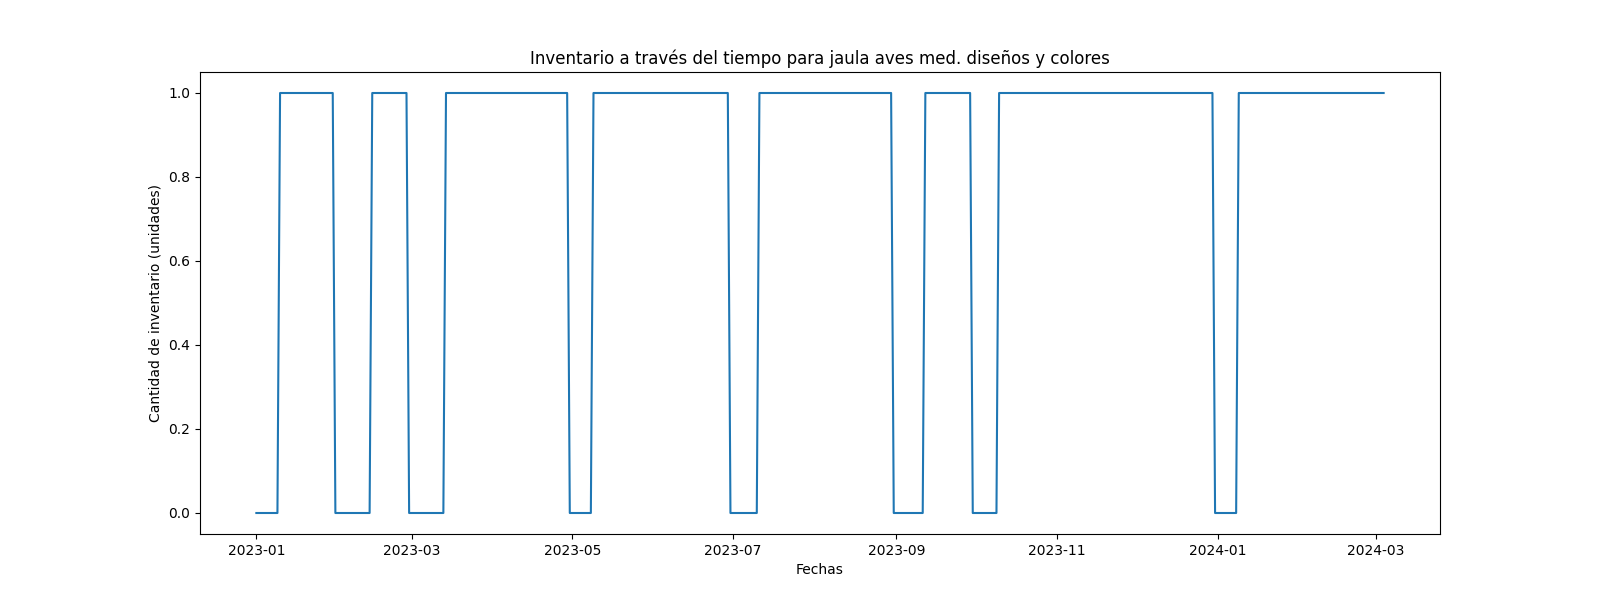 Inventario a través del tiempo para jaula aves med. diseños y colores
Cantidad de inventario (unidades)
1.0
0.8
0.6
0.4
0.2
0.0
2023-01 2023-03 2023-05 2023-07 2023-09 2023-11 2024-01 2024-03
Fechas